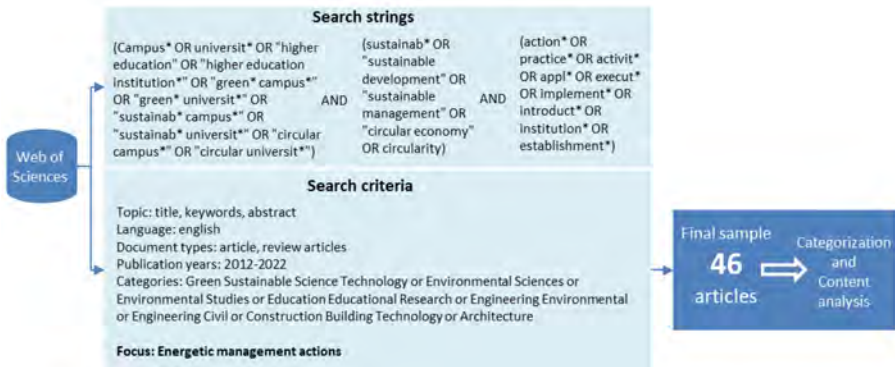 Search strings
(Campus* OR universit* OR "higher
education" OR "higher education
institution*" OR "green* campus*"
OR "green* universit*" OR
"sustainab* campus*" OR
"sustainab* universit*" OR "circular
campus*" OR "circular universit*")
AND
(sustainab* OR
"sustainable
development" OR
"sustainable
management" OR
"circular economy"
OR circularity)
AND
(action* OR
practice* OR activit*
OR appl* OR execut*
OR implement* OR
introduct* OR
institution* OR
establishment*)
Web of
Sciences
Search criteria
Topic: title, keywords, abstract
Language: english
Document types: article, review articles
Publication years: 2012-2022
Categories: Green Sustainable Science Technology or Environmental Sciences or
Environmental Studies or Education Educational Research or Engineering Environmental
or Engineering Civil or Construction Building Technology or Architecture
Focus: Energetic management actions
Final sample
46
articles
Categorization
and
Content
analysis